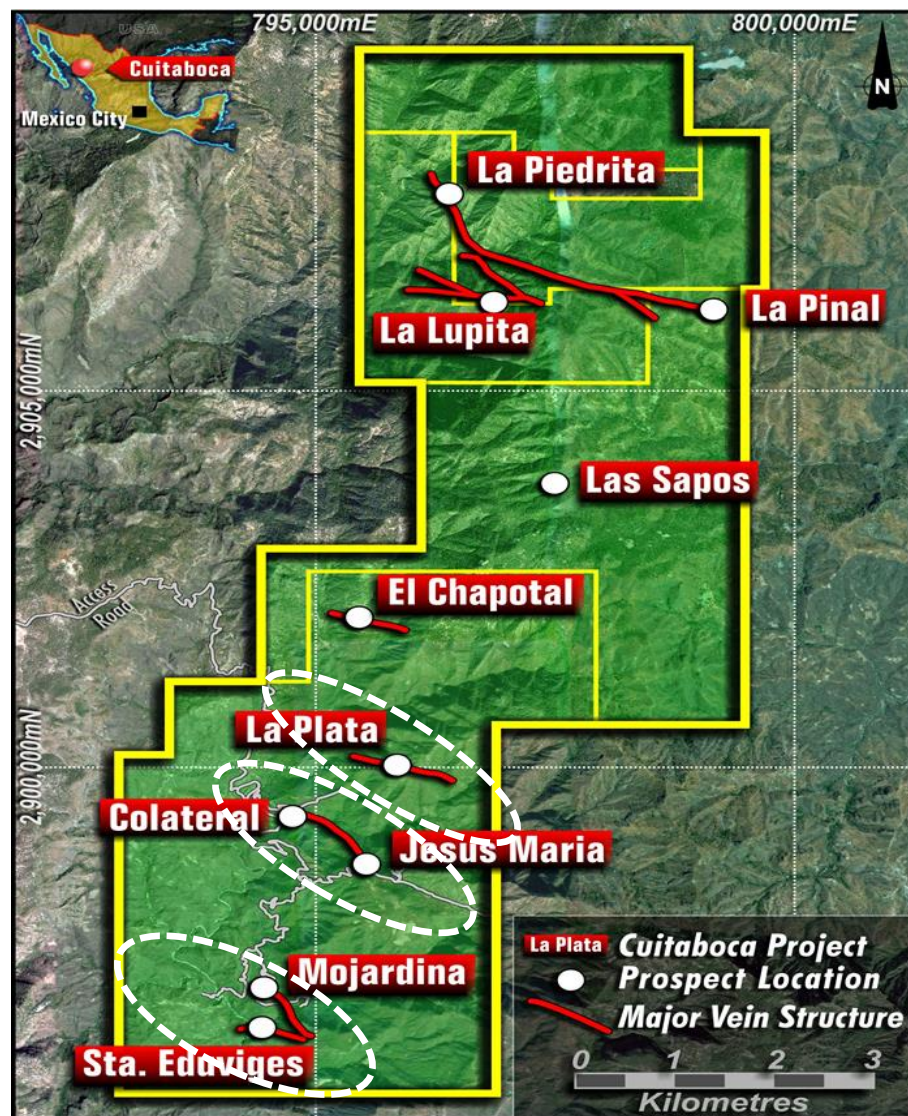 795,000mE
800,000mE
USA
Cuitaboca
Mexico City
N
La Piedrita
La Pinal
La Lupita
2,905,000mN
Las Sapos
Access
Road
El Chapotal
La Plata
2,900,000mN
Colateral
Jesus Maria
Mojardina
Sta. Eduviges
La Plata Cuitaboca Project
Prospect Location
Major Vein Structure
0 1 2 3
Kilometres